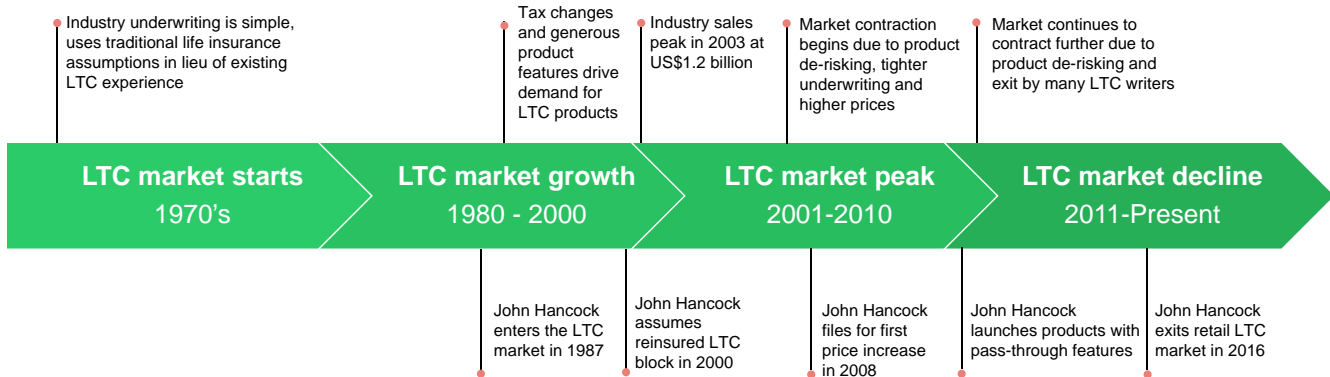 Industry underwriting is simple,
uses traditional life insurance
assumptions in lieu of existing
LTC experience
Tax changes
and generous
product
features drive
demand for
LTC products
Industry sales
peak in 2003 at
US$1.2 billion
Market contraction
begins due to product
de-risking, tighter
underwriting and
higher prices
Market continues to
contract further due to
product de-risking and
exit by many LTC writers
LTC market starts
1970's
LTC market growth
1980 - 2000
LTC market peak
2001-2010
LTC market decline
2011-Present
John Hancock
enters the LTC
market in 1987
John Hancock
assumes
reinsured LTC
block in 2000
John Hancock
files for first
price increase
in 2008
John Hancock
launches products with
pass-through features
John Hancock
exits retail LTC
market in 2016